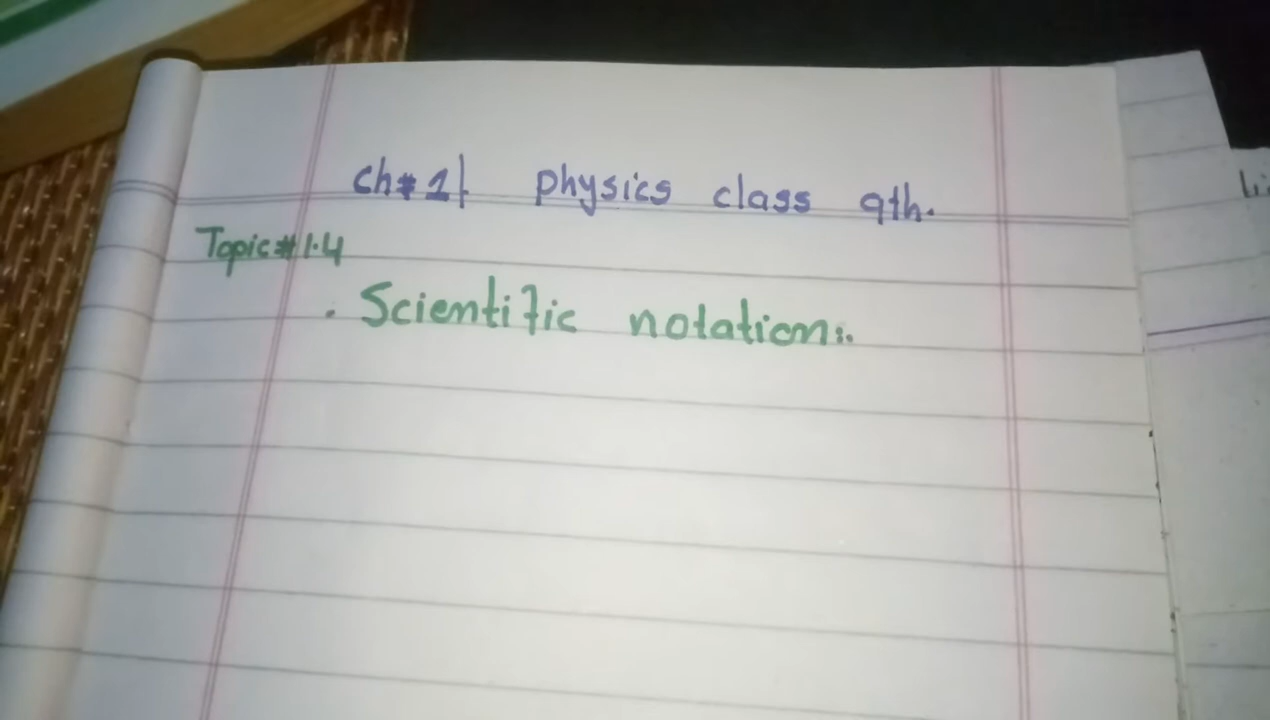 ch# 1| physics class 9th.
Topic# 1.4
. Scientific notation:.